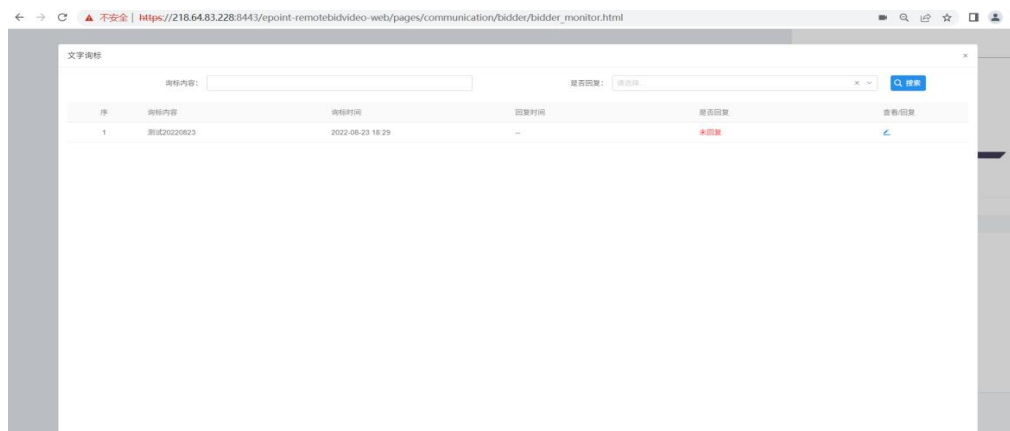 不安全 | https://218.64.83.228:8443/epoint-remotebidvideo-web/pages/communication/bidder/bidder_monitor.html
文字询标
询标内容: 是否回复: 请选择... 搜索
序 询标内容 询标时间 回复时间 是否回复 查看/回复
1 测试20220823 2022-08-23 18:29 -- 未回复